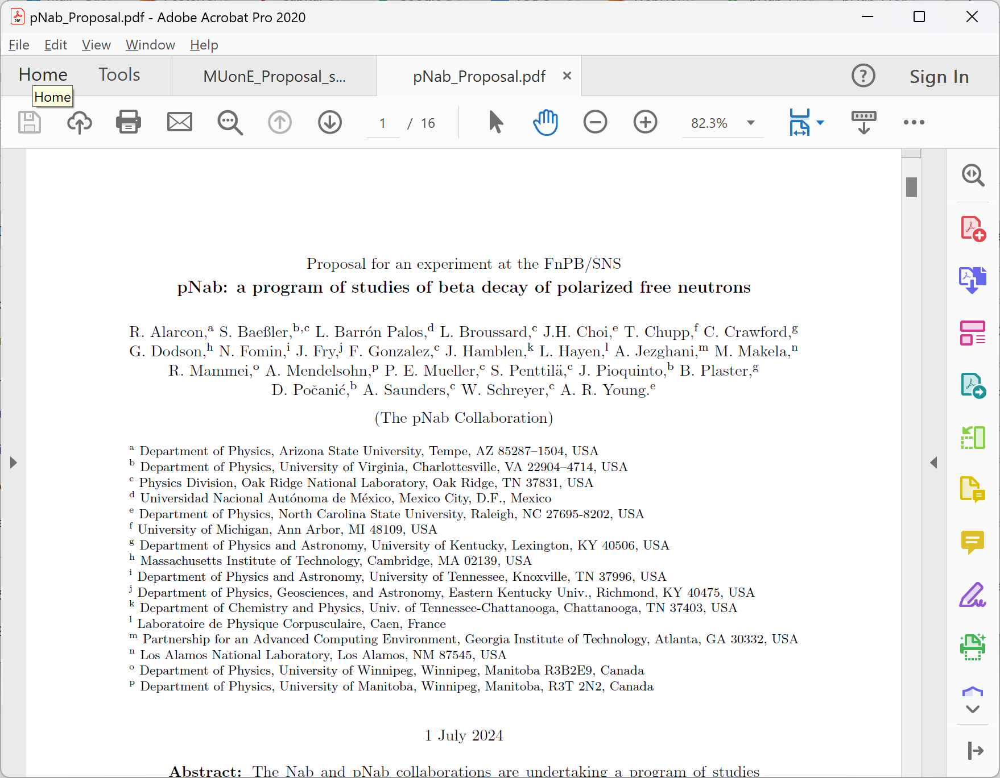 pNab_Proposal.pdf - Adobe Acrobat Pro 2020
File Edit View Window Help
Home Tools MUonE_Proposal_s... pNab_Proposal.pdf × ? Sign In
Home
1 / 16 82.3%
Proposal for an experiment at the FnPB/SNS
pNab: a program of studies of beta decay of polarized free neutrons
R. Alarcon,ᵃ S. Baeßler,ᵇ,ᶜ L. Barrón Palos,ᵈ L. Broussard,ᶜ J.H. Choi,ᵉ T. Chupp,ᶠ C. Crawford,ᵍ
G. Dodson,ʰ N. Fomin,ⁱ J. Fry,ʲ F. Gonzalez,ᶜ J. Hamblen,ᵏ L. Hayen,ˡ A. Jezghani,ᵐ M. Makela,ⁿ
R. Mammei,ᵒ A. Mendelsohn,ᵖ P. E. Mueller,ᶜ S. Penttilä,ᶜ J. Pioquinto,ᵇ B. Plaster,ᵍ
D. Počanić,ᵇ A. Saunders,ᶜ W. Schreyer,ᶜ A. R. Young.ᵉ
(The pNab Collaboration)
ᵃ Department of Physics, Arizona State University, Tempe, AZ 85287–1504, USA
ᵇ Department of Physics, University of Virginia, Charlottesville, VA 22904–4714, USA
ᶜ Physics Division, Oak Ridge National Laboratory, Oak Ridge, TN 37831, USA
ᵈ Universidad Nacional Autónoma de México, Mexico City, D.F., Mexico
ᵉ Department of Physics, North Carolina State University, Raleigh, NC 27695-8202, USA
ᶠ University of Michigan, Ann Arbor, MI 48109, USA
ᵍ Department of Physics and Astronomy, University of Kentucky, Lexington, KY 40506, USA
ʰ Massachusetts Institute of Technology, Cambridge, MA 02139, USA
ⁱ Department of Physics and Astronomy, University of Tennessee, Knoxville, TN 37996, USA
ʲ Department of Physics, Geosciences, and Astronomy, Eastern Kentucky Univ., Richmond, KY 40475, USA
ᵏ Department of Chemistry and Physics, Univ. of Tennessee-Chattanooga, Chattanooga, TN 37403, USA
ˡ Laboratoire de Physique Corpusculaire, Caen, France
ᵐ Partnership for an Advanced Computing Environment, Georgia Institute of Technology, Atlanta, GA 30332, USA
ⁿ Los Alamos National Laboratory, Los Alamos, NM 87545, USA
ᵒ Department of Physics, University of Winnipeg, Winnipeg, Manitoba R3B2E9, Canada
ᵖ Department of Physics, University of Manitoba, Winnipeg, Manitoba, R3T 2N2, Canada
1 July 2024
Abstract: The Nab and pNab collaborations are undertaking a program of studies